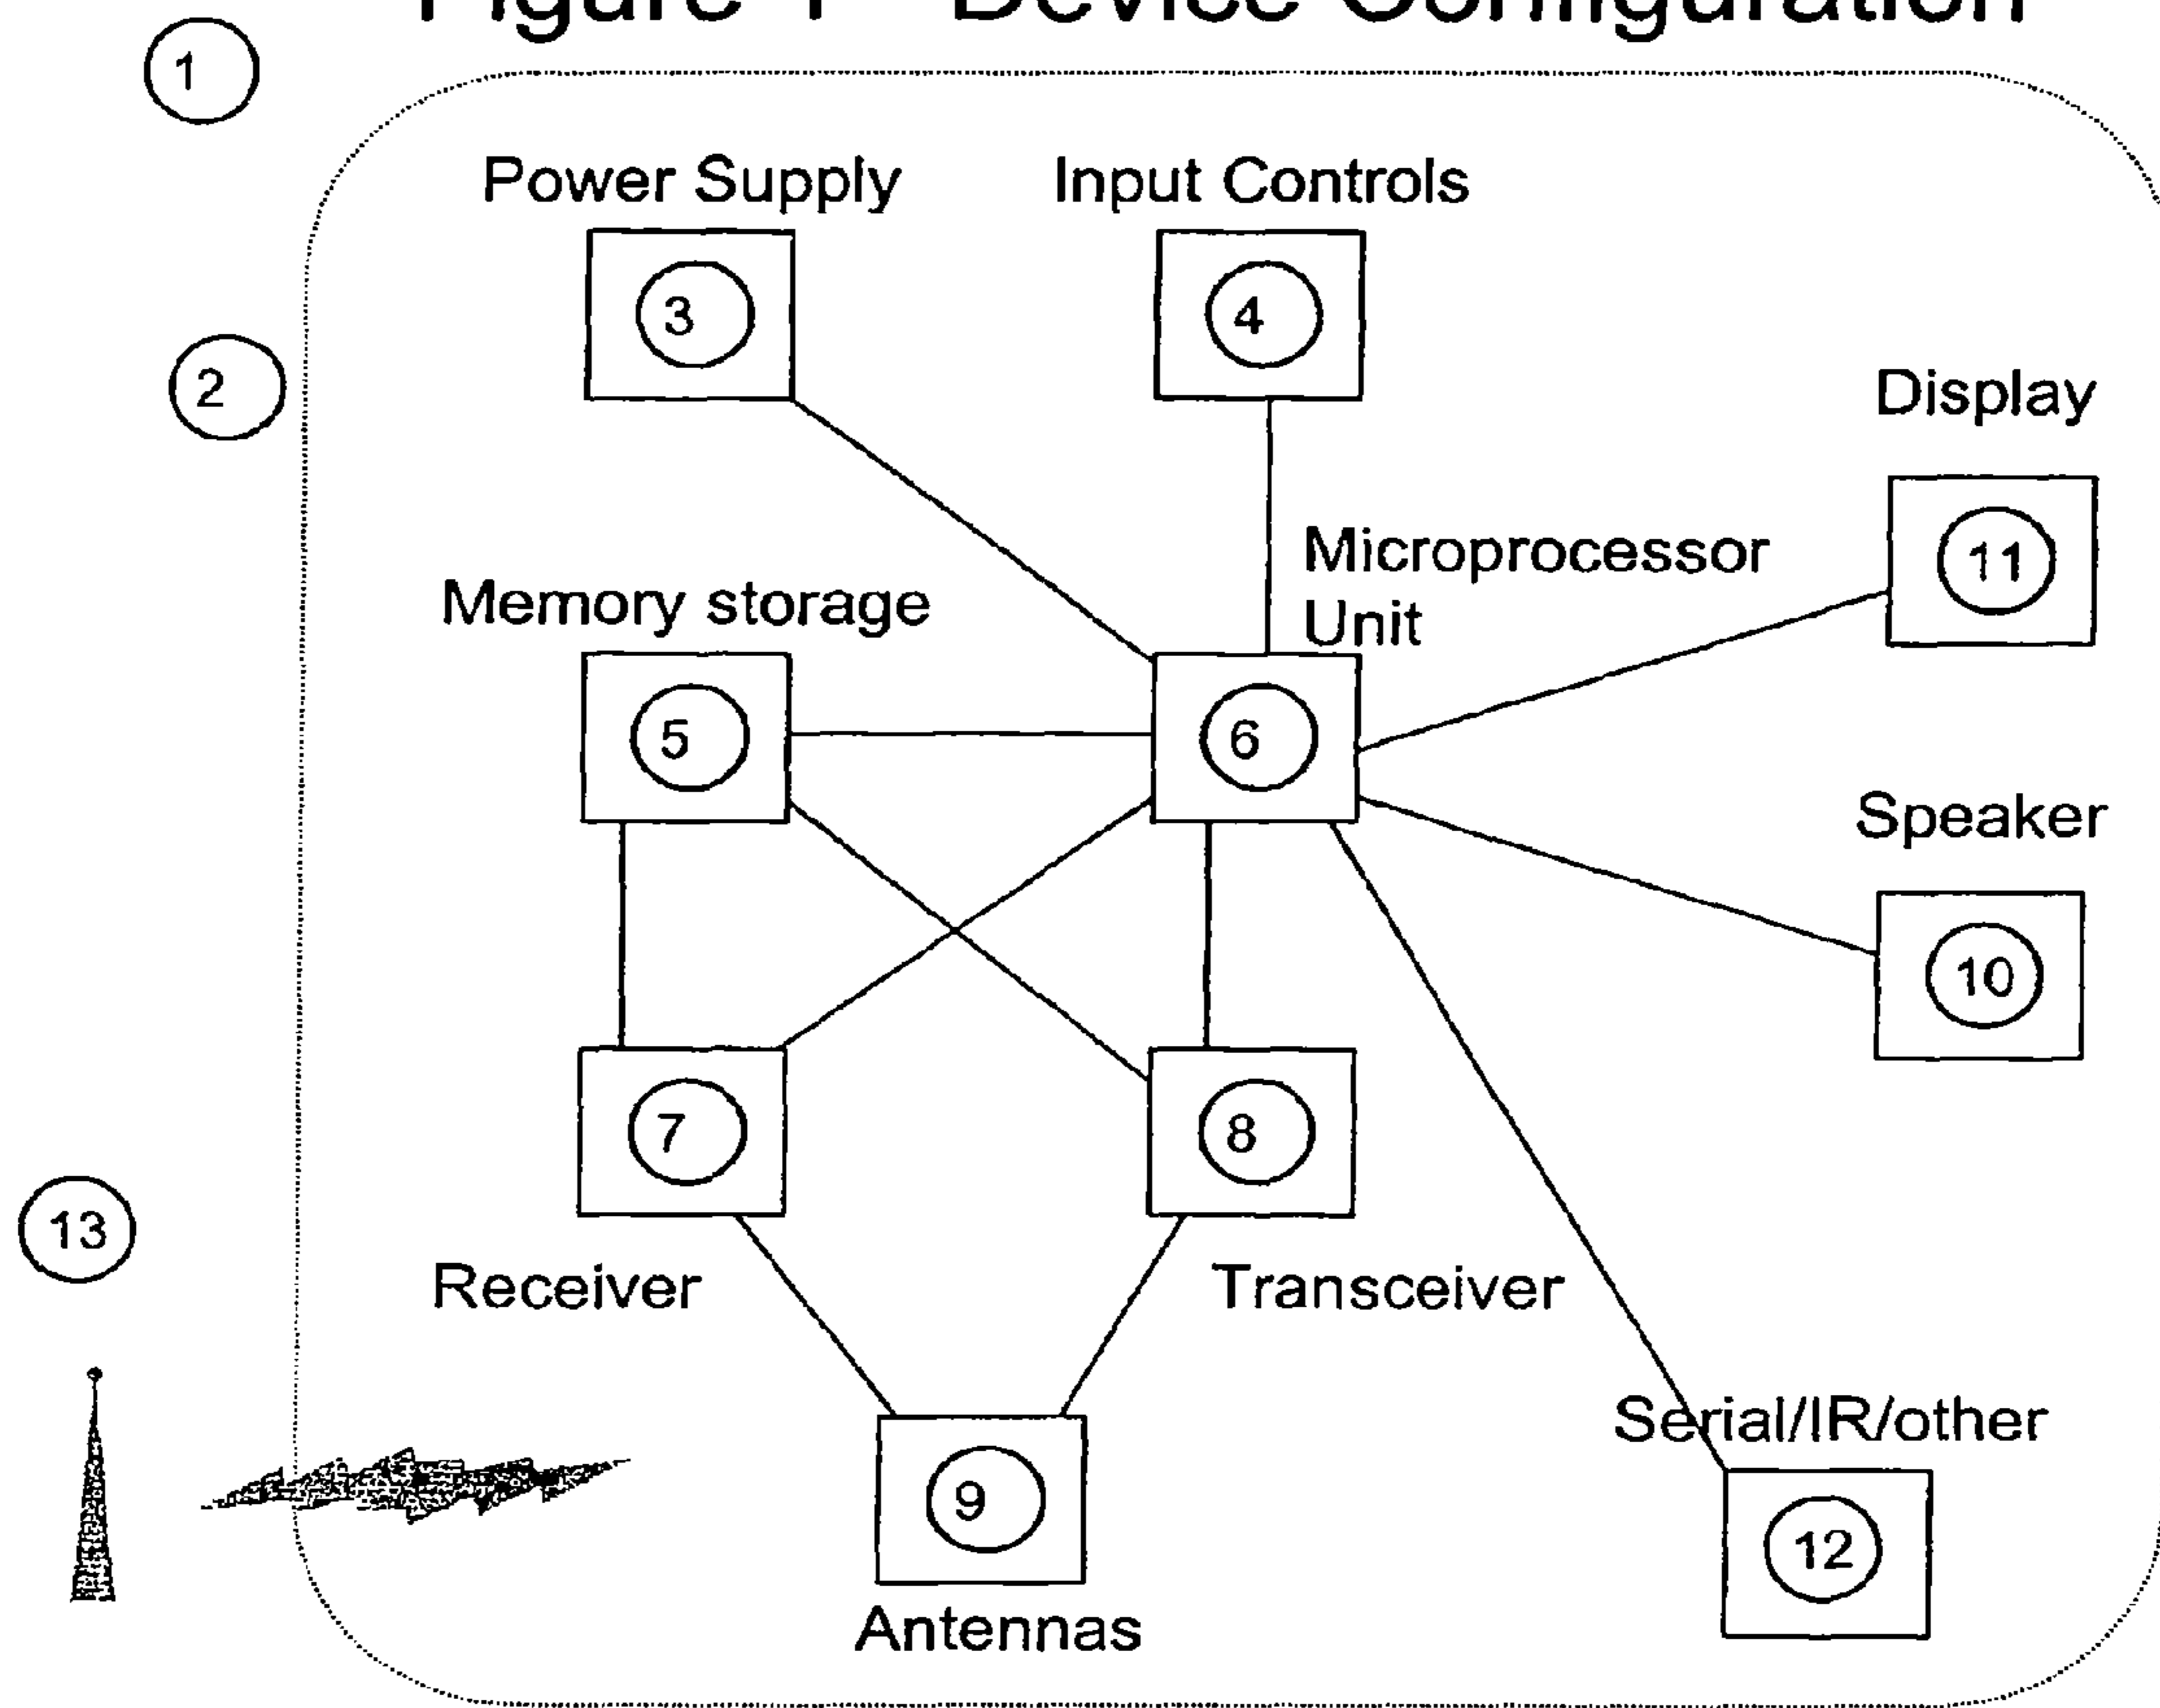 Figure 1 Device Configuration
1
Power Supply
Input Controls
3
4
2
Display
11
Microprocessor
Unit
Memory storage
5
6
Speaker
10
7
8
13
Receiver
Transceiver
Serial/IR/other
9
12
Antennas